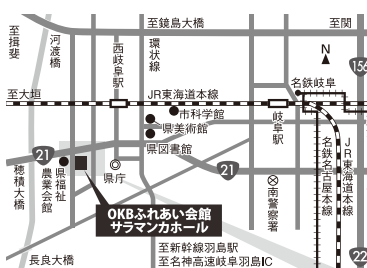 至鏡島大橋
至関
至揖斐
河渡橋
西岐阜駅
環状線
N
156
名鉄岐阜
至大垣
JR東海道本線
市科学館
県美術館
県図書館
岐阜駅
21
21
県福祉
農業会館
県庁
穂積大橋
南警察署
名鉄名古屋本線
JR東海道本線
OKBふれあい会館
サラマンカホール
長良大橋
至新幹線羽島駅
至名神高速岐阜羽島IC
22